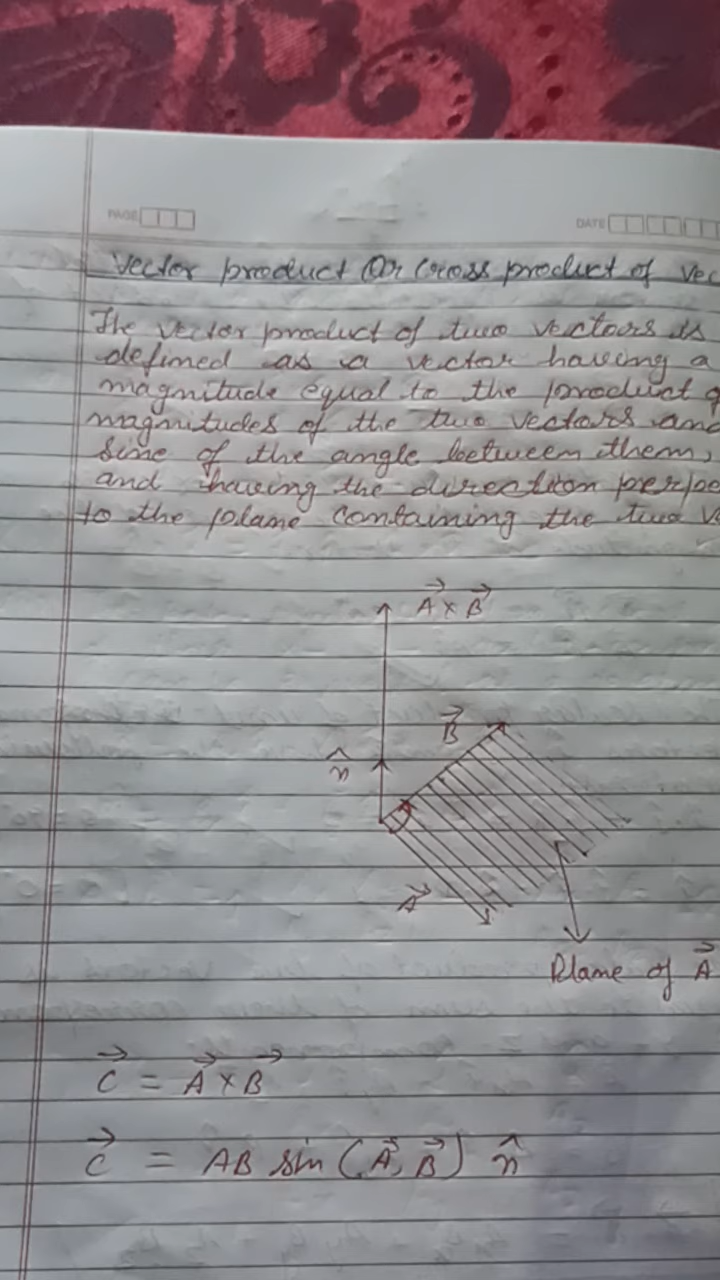 PAGE
DATE
Vector product Or Cross product of vec
The vector product of two vectors is
defined as a vector having a
magnitude equal to the product
magnitudes of the two vectors and
sine of the angle between them,
and having the direction perpe
to the plane containing the two ve
A⃗ × B⃗
B⃗
n̂
A⃗
Plane of A⃗
C⃗ = A⃗ × B⃗
C⃗ = AB sin (A⃗, B⃗) n̂